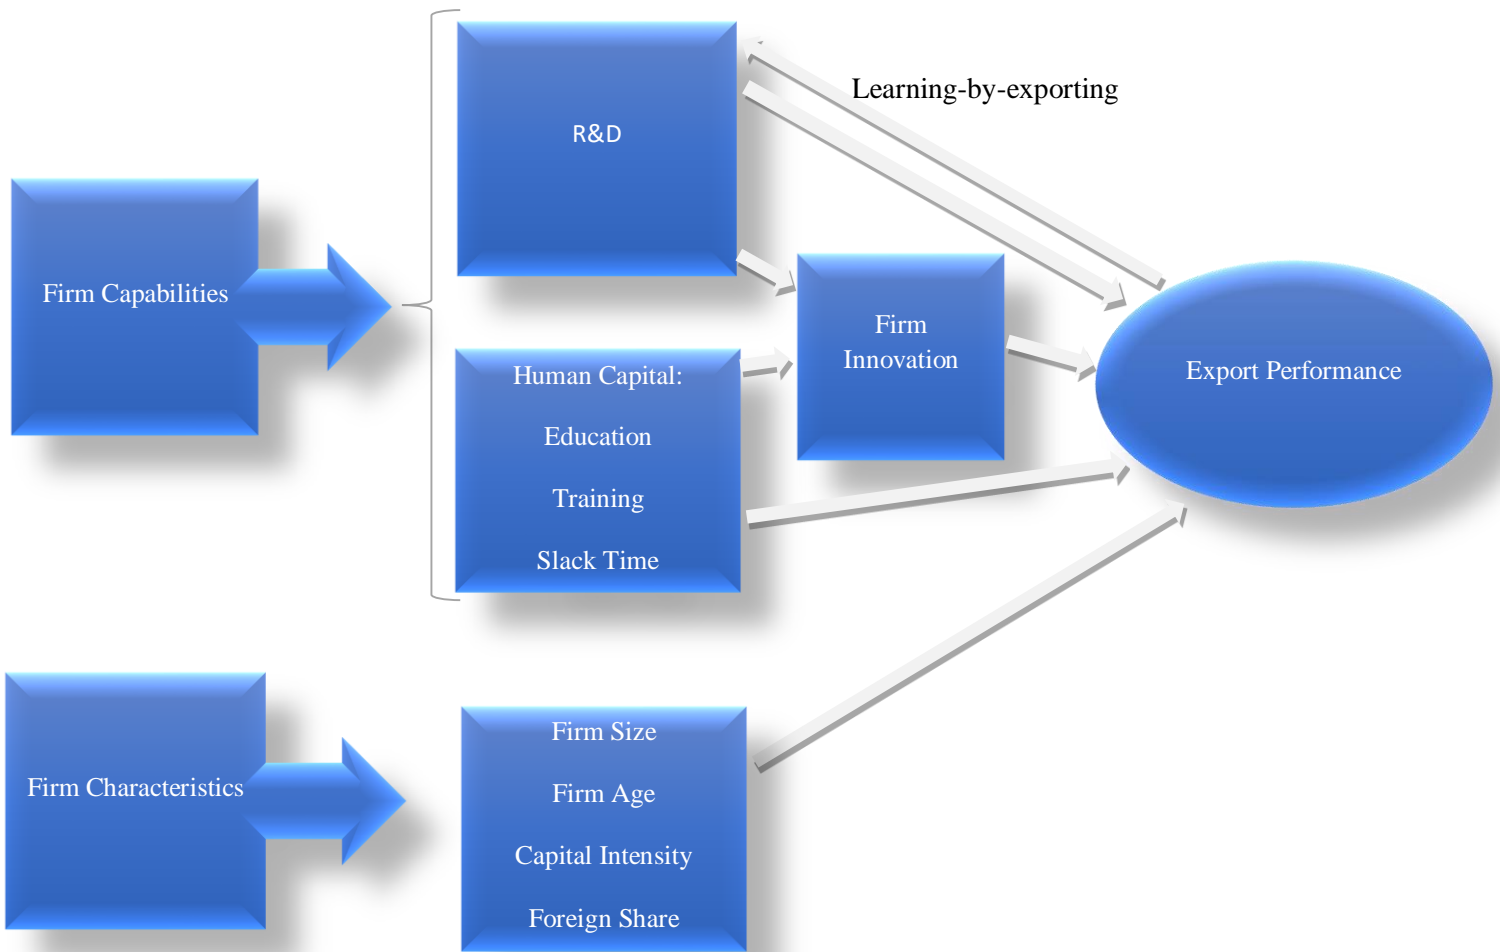 Learning-by-exporting
R&D
Firm Capabilities
Firm
Innovation
Export Performance
Human Capital:
Education
Training
Slack Time
Firm Characteristics
Firm Size
Firm Age
Capital Intensity
Foreign Share